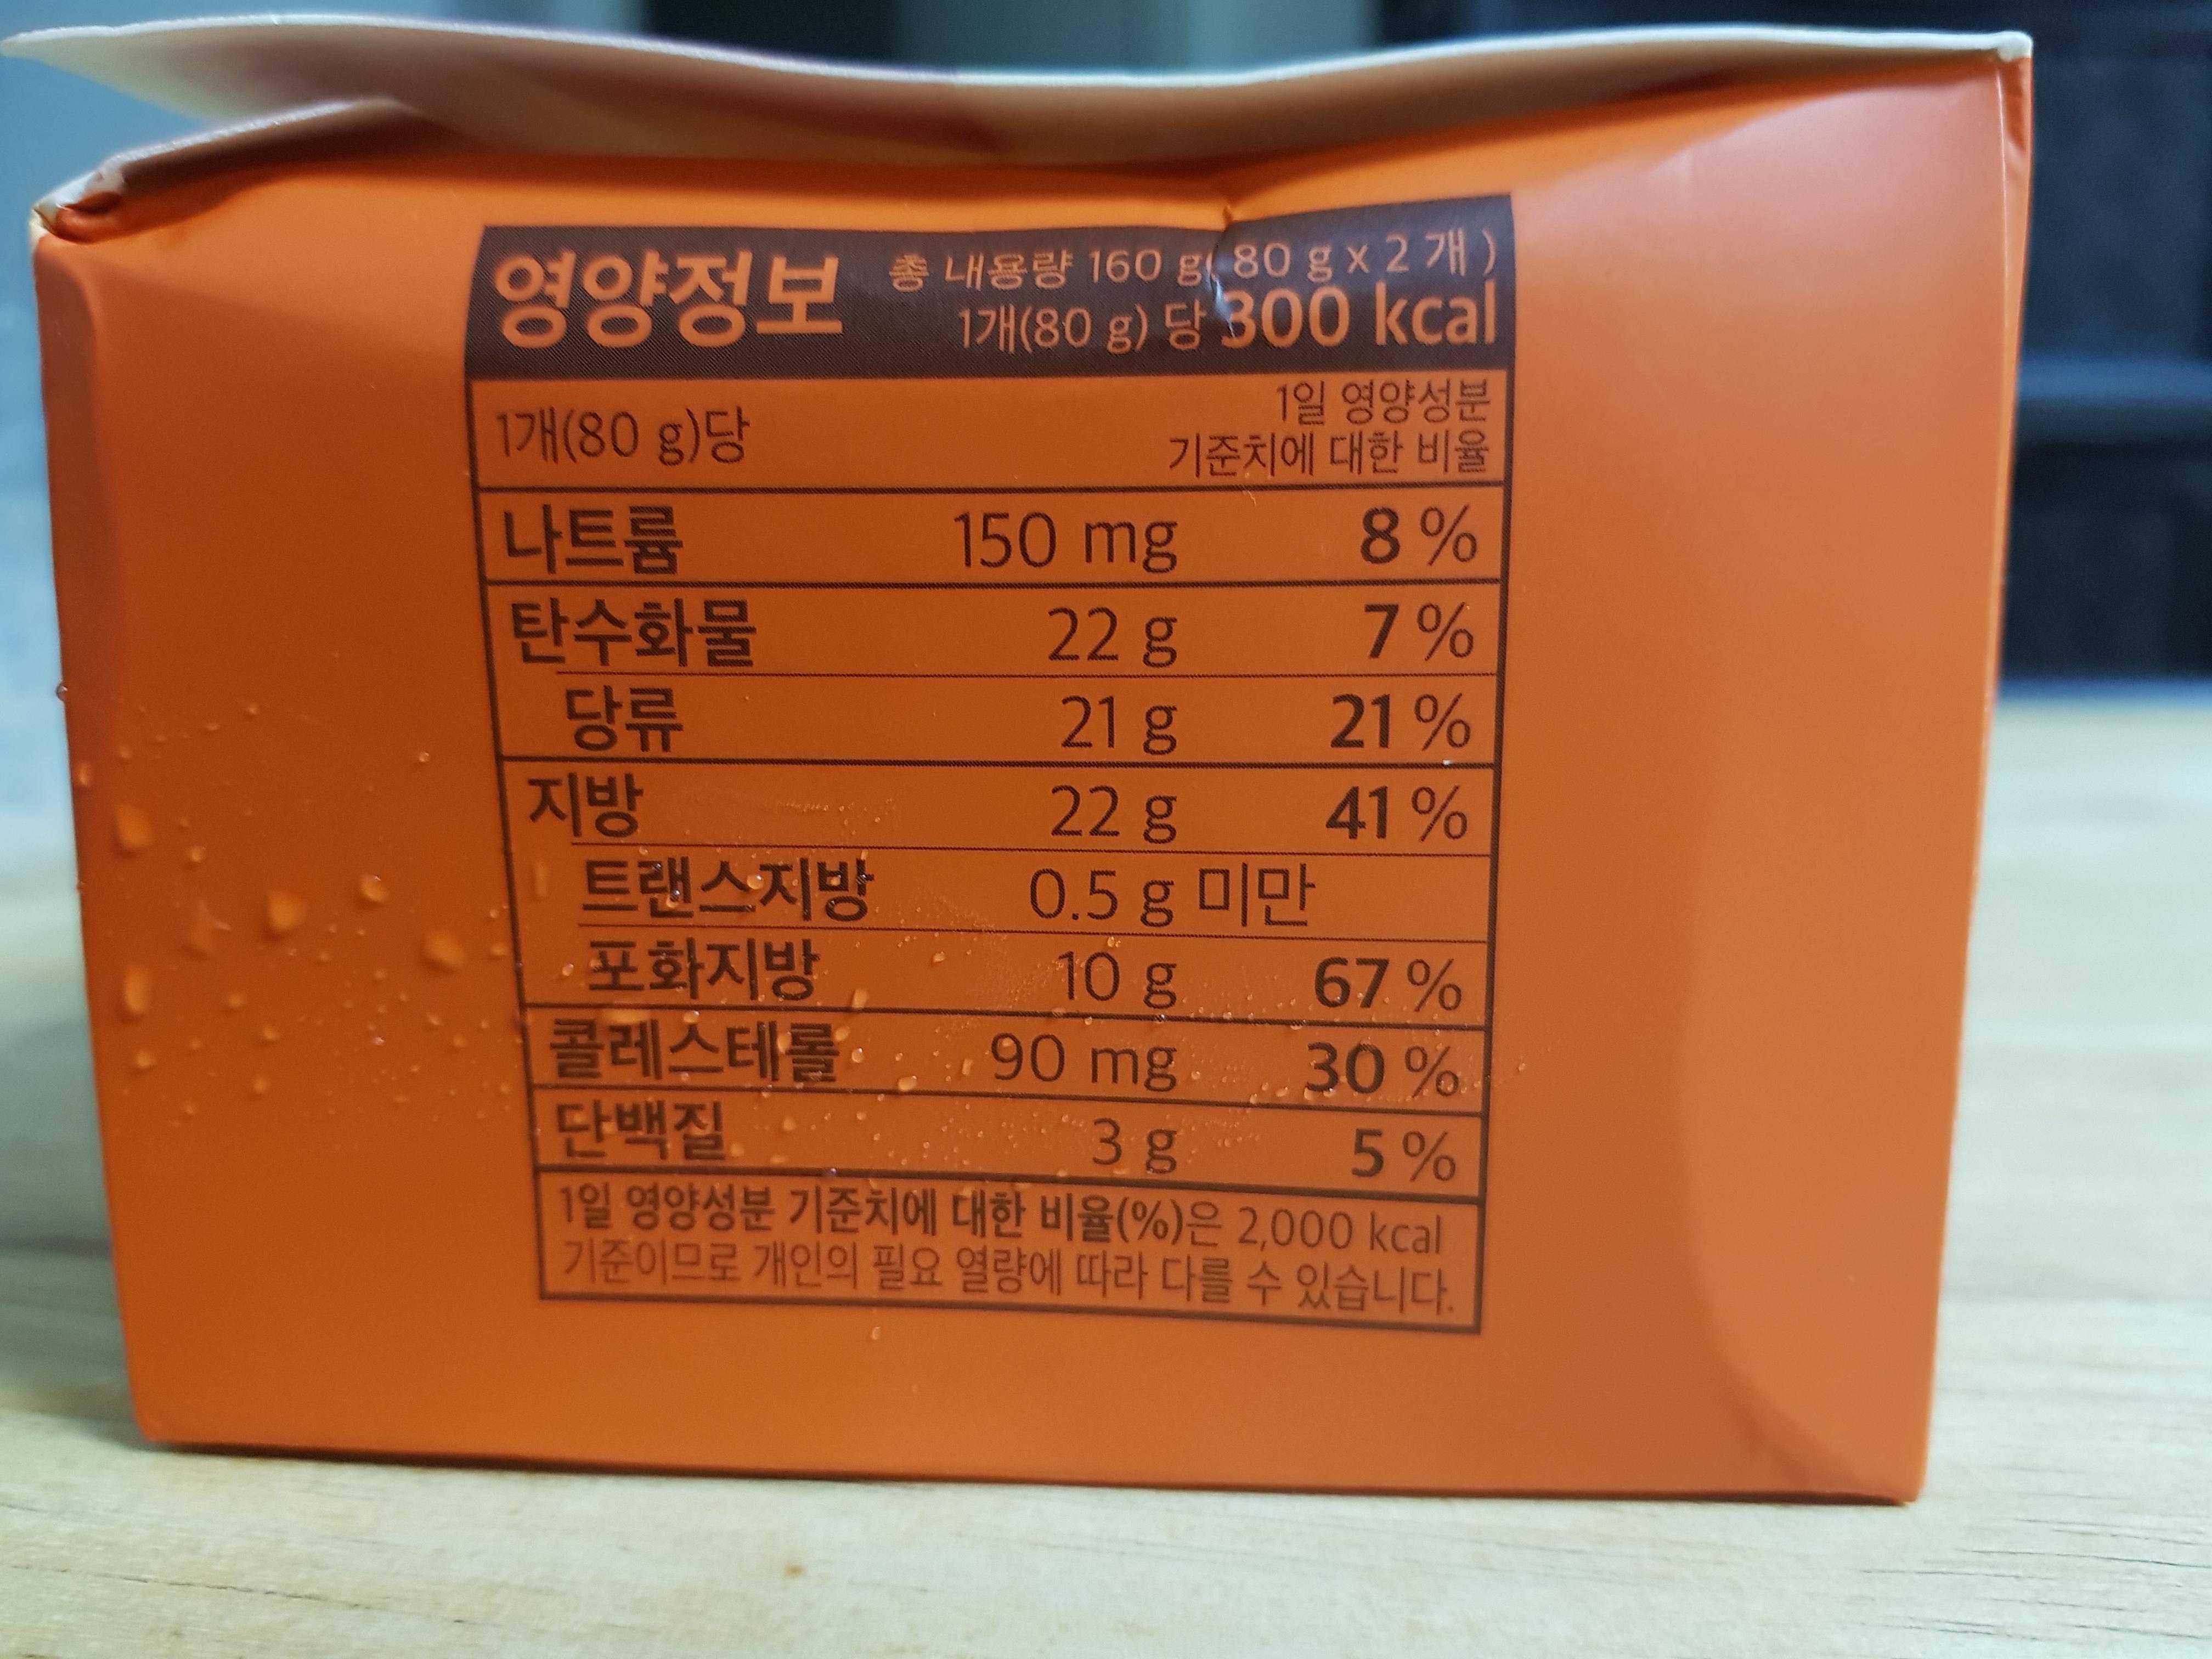 영양정보
총 내용량 160 g(80 g x 2 개)
1개(80 g) 당 300 kcal
1개(80 g)당
1일 영양성분
기준치에 대한 비율
나트륨 150 mg 8 %
탄수화물 22 g 7 %
당류 21 g 21 %
지방 22 g 41 %
트랜스지방 0.5 g 미만
포화지방 10 g 67 %
콜레스테롤 90 mg 30 %
단백질 3 g 5 %
1일 영양성분 기준치에 대한 비율(%)은 2,000 kcal
기준이므로 개인의 필요 열량에 따라 다를 수 있습니다.